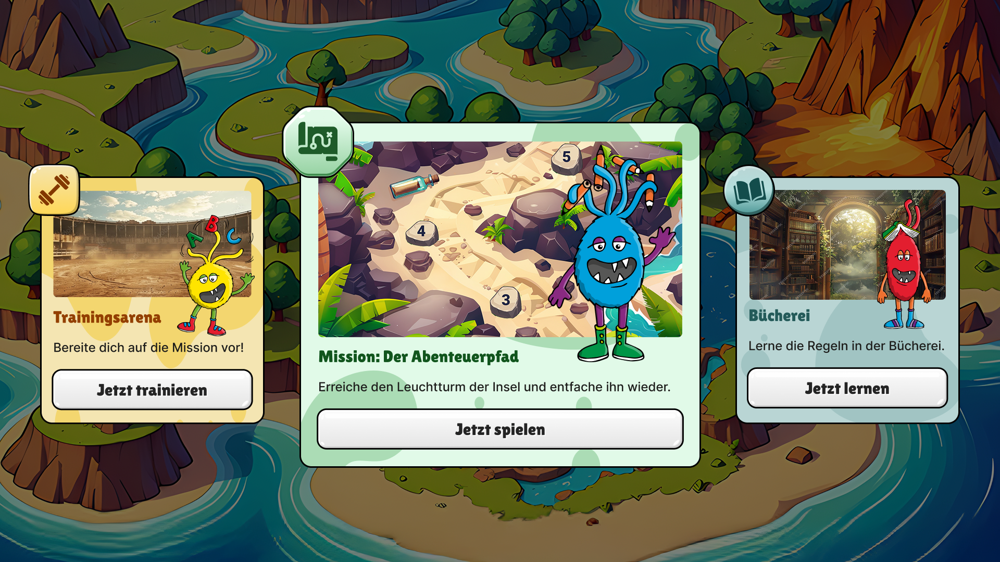 A
B
C
Trainingsarena
Bereite dich auf die Mission vor!
Jetzt trainieren
5
4
3
Mission: Der Abenteuerpfad
Erreiche den Leuchtturm der Insel und entfache ihn wieder.
Jetzt spielen
Bücherei
Lerne die Regeln in der Bücherei.
Jetzt lernen